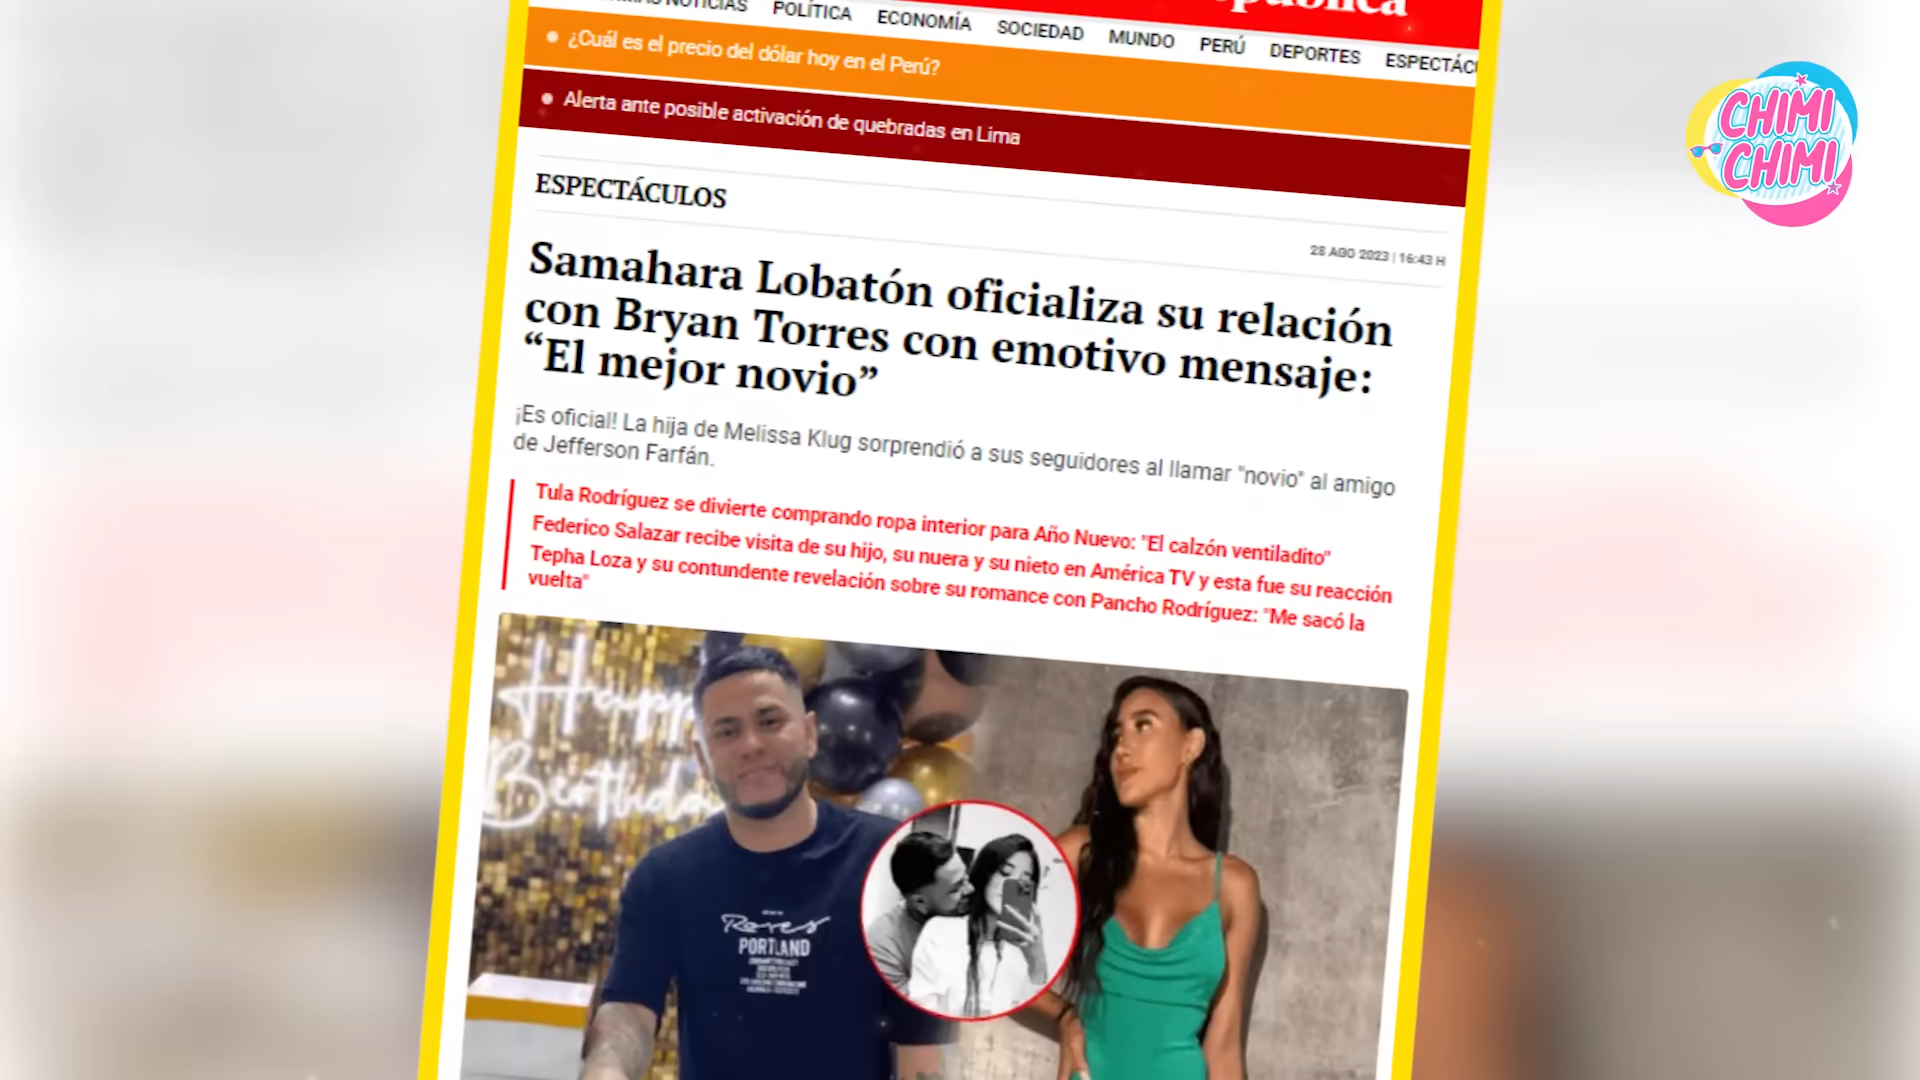 POLÍTICA ECONOMÍA SOCIEDAD MUNDO PERÚ DEPORTES
¿Cuál es el precio del dólar hoy en el Perú?
Alerta ante posible activación de quebradas en Lima
CHIMI
CHIMI
ESPECTÁCULOS
28 AGO 2023 | 16:43 H
Samahara Lobatón oficializa su relación
con Bryan Torres con emotivo mensaje:
“El mejor novio”
¡Es oficial! La hija de Melissa Klug sorprendió a sus seguidores al llamar "novio" al amigo
de Jefferson Farfán.
Tula Rodríguez se divierte comprando ropa interior para Año Nuevo: "El calzón ventiladito"
Federico Salazar recibe visita de su hijo, su nuera y su nieto en América TV y esta fue su reacción
Tepha Loza y su contundente revelación sobre su romance con Pancho Rodríguez: "Me sacó la
vuelta"
PORTLAND